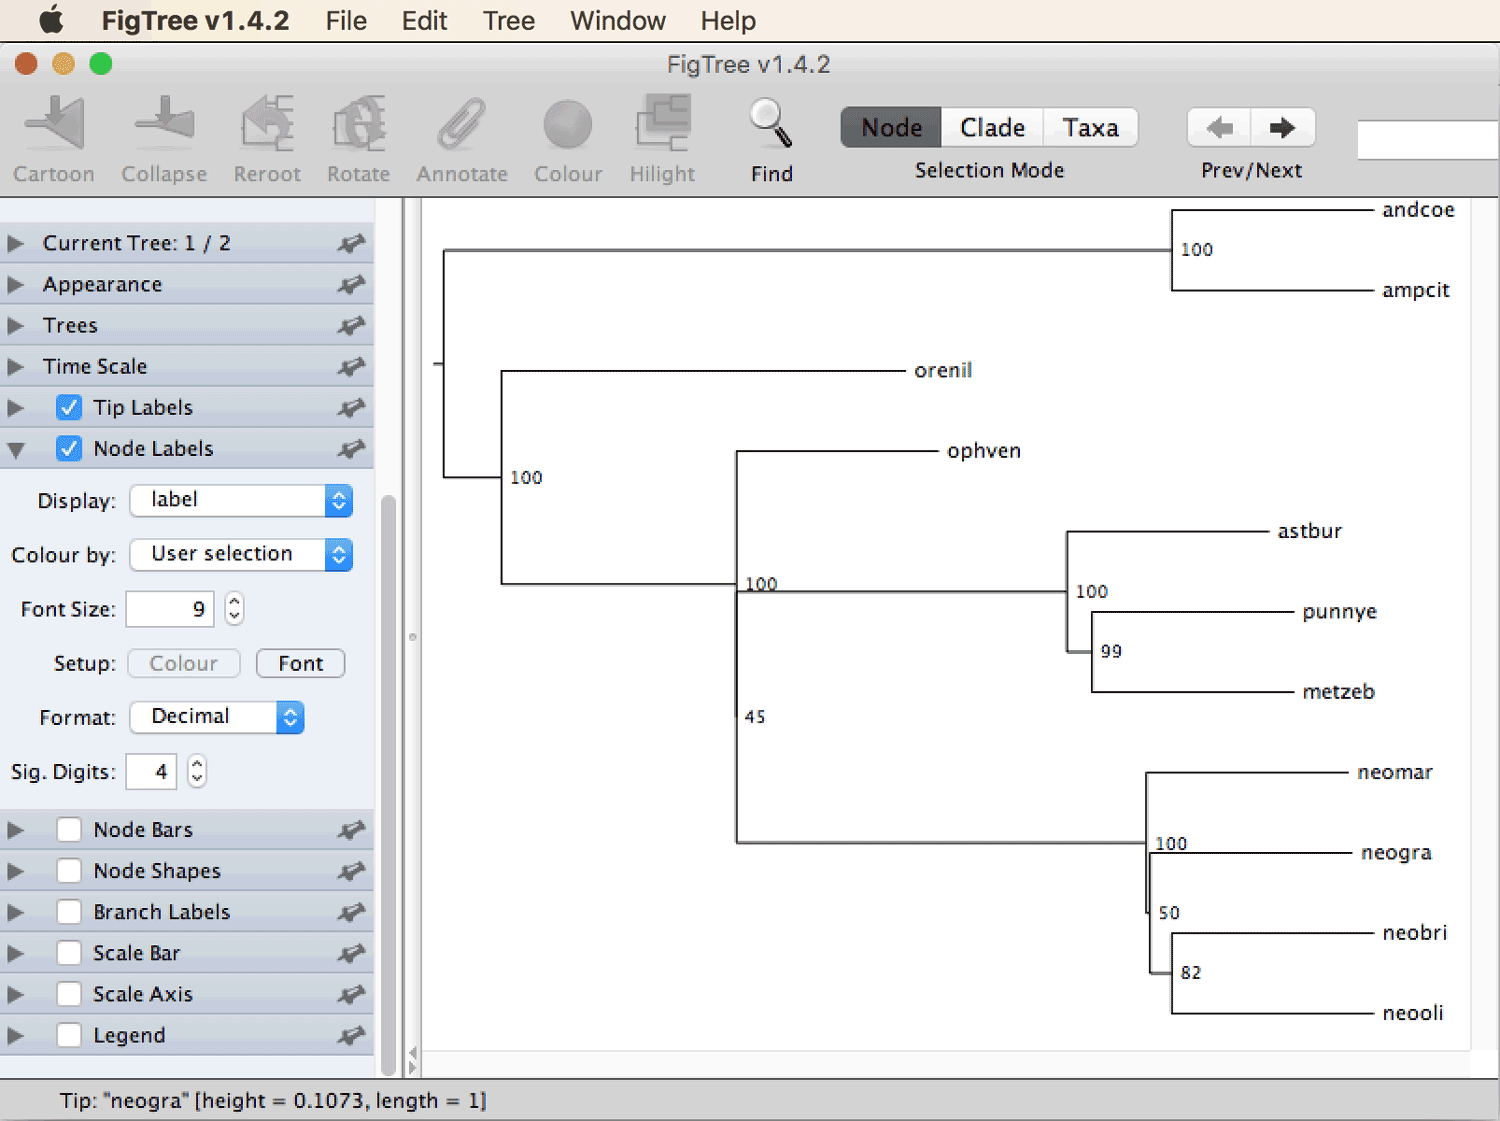 FigTree v1.4.2 File Edit Tree Window Help
FigTree v1.4.2
Node Clade Taxa
Cartoon Collapse Reroot Rotate Annotate Colour Hilight Find Selection Mode Prev/Next
Current Tree: 1 / 2
Appearance
Trees
Time Scale
Tip Labels
Node Labels
Display: label
Colour by: User selection
Font Size: 9
Setup: Colour Font
Format: Decimal
Sig. Digits: 4
Node Bars
Node Shapes
Branch Labels
Scale Bar
Scale Axis
Legend
andcoe
100
ampcit
orenil
ophven
100
astbur
100
100
punnye
99
metzeb
45
neomar
100
neogra
50
neobri
82
neooli
Tip: "neogra" [height = 0.1073, length = 1]